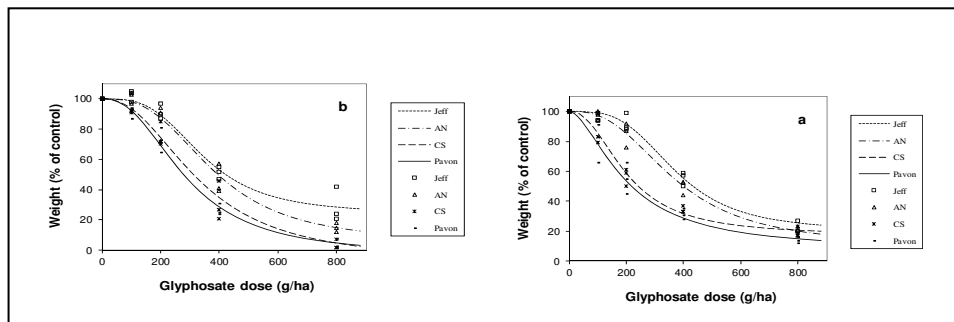 b
Weight (% of control)
100
80
60
40
20
0
0 200 400 600 800
Glyphosate dose (g/ha)
Jeff
AN
CS
Pavon
Jeff
AN
CS
Pavon
a
Weight (% of control)
100
80
60
40
20
0
0 200 400 600 800
Glyphosate dose (g/ha)
Jeff
AN
CS
Pavon
Jeff
AN
CS
Pavon